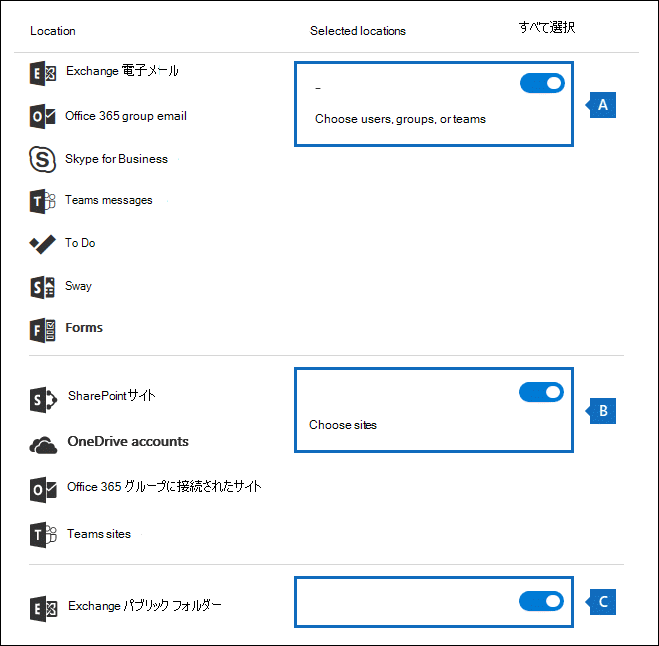 Location Selected locations すべて選択
Exchange 電子メール
–
Office 365 group email
Choose users, groups, or teams
A
Skype for Business
Teams messages
To Do
Sway
Forms
SharePointサイト
Choose sites
B
OneDrive accounts
Office 365 グループに接続されたサイト
Teams sites
Exchange パブリック フォルダー
C